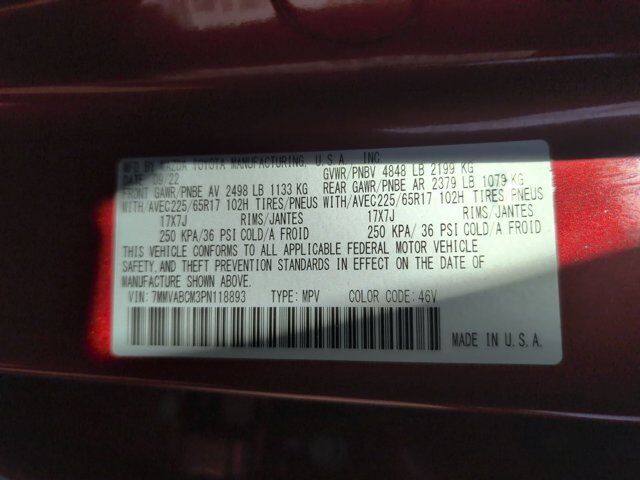 MFD BY MAZDA TOYOTA MANUFACTURING, U.S.A., INC.
DATE 09/22 GVWR/PNBV 4848 LB 2199 KG
FRONT GAWR/PNBE AV 2498 LB 1133 KG REAR GAWR/PNBE AR 2379 LB 1079 KG
WITH/AVEC225/65R17 102H TIRES/PNEUS WITH/AVEC225/65R17 102H TIRES/PNEUS
17X7J RIMS/JANTES 17X7J RIMS/JANTES
250 KPA/36 PSI COLD/A FROID 250 KPA/ 36 PSI COLD/A FROID
THIS VEHICLE CONFORMS TO ALL APPLICABLE FEDERAL MOTOR VEHICLE
SAFETY,AND THEFT PREVENTION STANDARDS IN EFFECT ON THE DATE OF
MANUFACTURE SHOWN ABOVE.
VIN: 7MMVABCM3PN118893 TYPE: MPV COLOR CODE: 46V
MADE IN U.S.A.